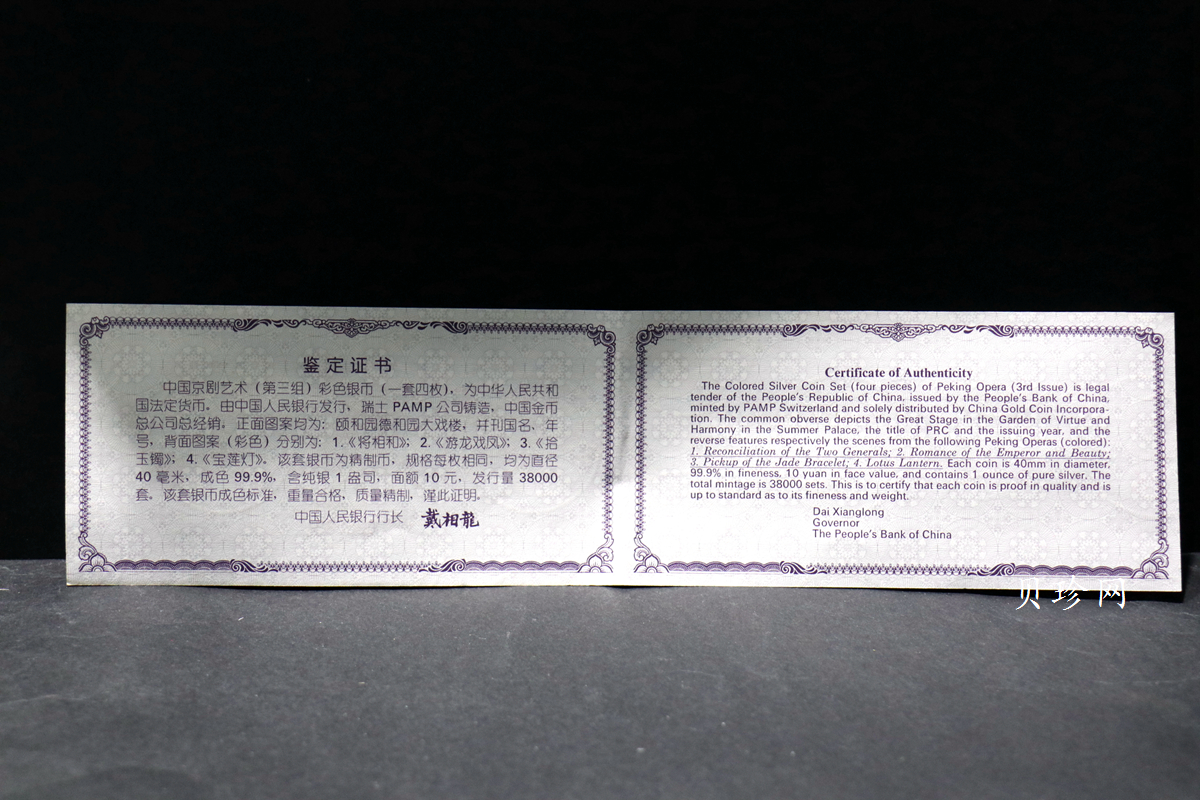 鉴定证书
中国京剧艺术（第三组）彩色银币（一套四枚），为中华人民共和
国法定货币，由中国人民银行发行，瑞士 PAMP 公司铸造，中国金币
总公司总经销，正面图案均为：颐和园德和园大戏楼，并刊国名、年
号，背面图案（彩色）分别为：1.《将相和》；2.《游龙戏凤》；3.《拾
玉镯》；4.《宝莲灯》。该套银币为精制币，规格每枚相同，均为直径
40 毫米，成色 99.9%，含纯银 1 盎司，面额 10 元，发行量 38000
套。该套银币成色标准，重量合格，质量精制，谨此证明。
中国人民银行行长 戴相龍
Certificate of Authenticity
The Colored Silver Coin Set (four pieces) of Peking Opera (3rd Issue) is legal
tender of the People's Republic of China, issued by the People's Bank of China,
minted by PAMP Switzerland and solely distributed by China Gold Coin Incorpora-
tion. The common obverse depicts the Great Stage in the Garden of Virtue and
Harmony in the Summer Palace, the title of PRC and the issuing year, and the
reverse features respectively the scenes from the following Peking Operas (colored):
1. Reconciliation of the Two Generals; 2. Romance of the Emperor and Beauty;
3. Pickup of the Jade Bracelet; 4. Lotus Lantern. Each coin is 40mm in diameter,
99.9% in fineness, 10 yuan in face value, and contains 1 ounce of pure silver. The
total mintage is 38000 sets. This is to certify that each coin is proof in quality and is
up to standard as to its fineness and weight.
Dai Xianglong
Governor
The People's Bank of China
贝珍网